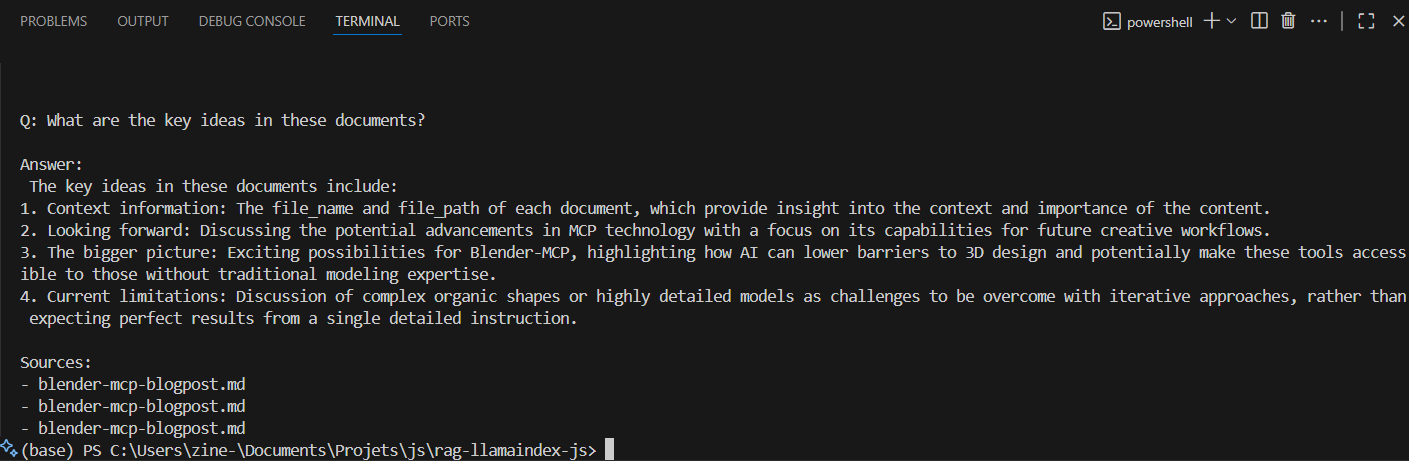 PROBLEMS OUTPUT DEBUG CONSOLE TERMINAL PORTS powershell
Q: What are the key ideas in these documents?
Answer:
The key ideas in these documents include:
1. Context information: The file_name and file_path of each document, which provide insight into the context and importance of the content.
2. Looking forward: Discussing the potential advancements in MCP technology with a focus on its capabilities for future creative workflows.
3. The bigger picture: Exciting possibilities for Blender-MCP, highlighting how AI can lower barriers to 3D design and potentially make these tools access
ible to those without traditional modeling expertise.
4. Current limitations: Discussion of complex organic shapes or highly detailed models as challenges to be overcome with iterative approaches, rather than
expecting perfect results from a single detailed instruction.
Sources:
- blender-mcp-blogpost.md
- blender-mcp-blogpost.md
- blender-mcp-blogpost.md
(base) PS C:\Users\zine-\Documents\Projets\js\rag-llamaindex-js>